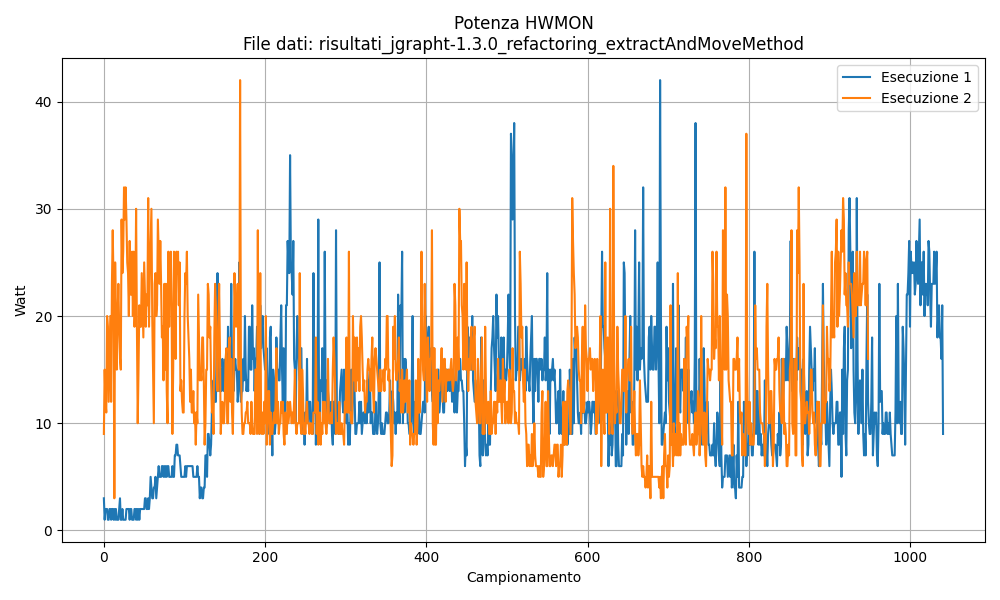 Potenza HWMON
File dati: risultati_jgrapht-1.3.0_refactoring_extractAndMoveMethod
Esecuzione 1
Esecuzione 2
Watt
40
30
20
10
0
0 200 400 600 800 1000
Campionamento